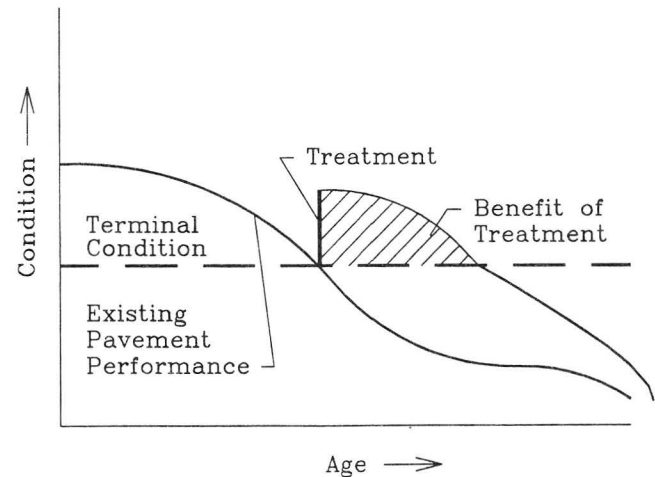 Condition
Treatment
Benefit of
Treatment
Terminal
Condition
Existing
Pavement
Performance
Age